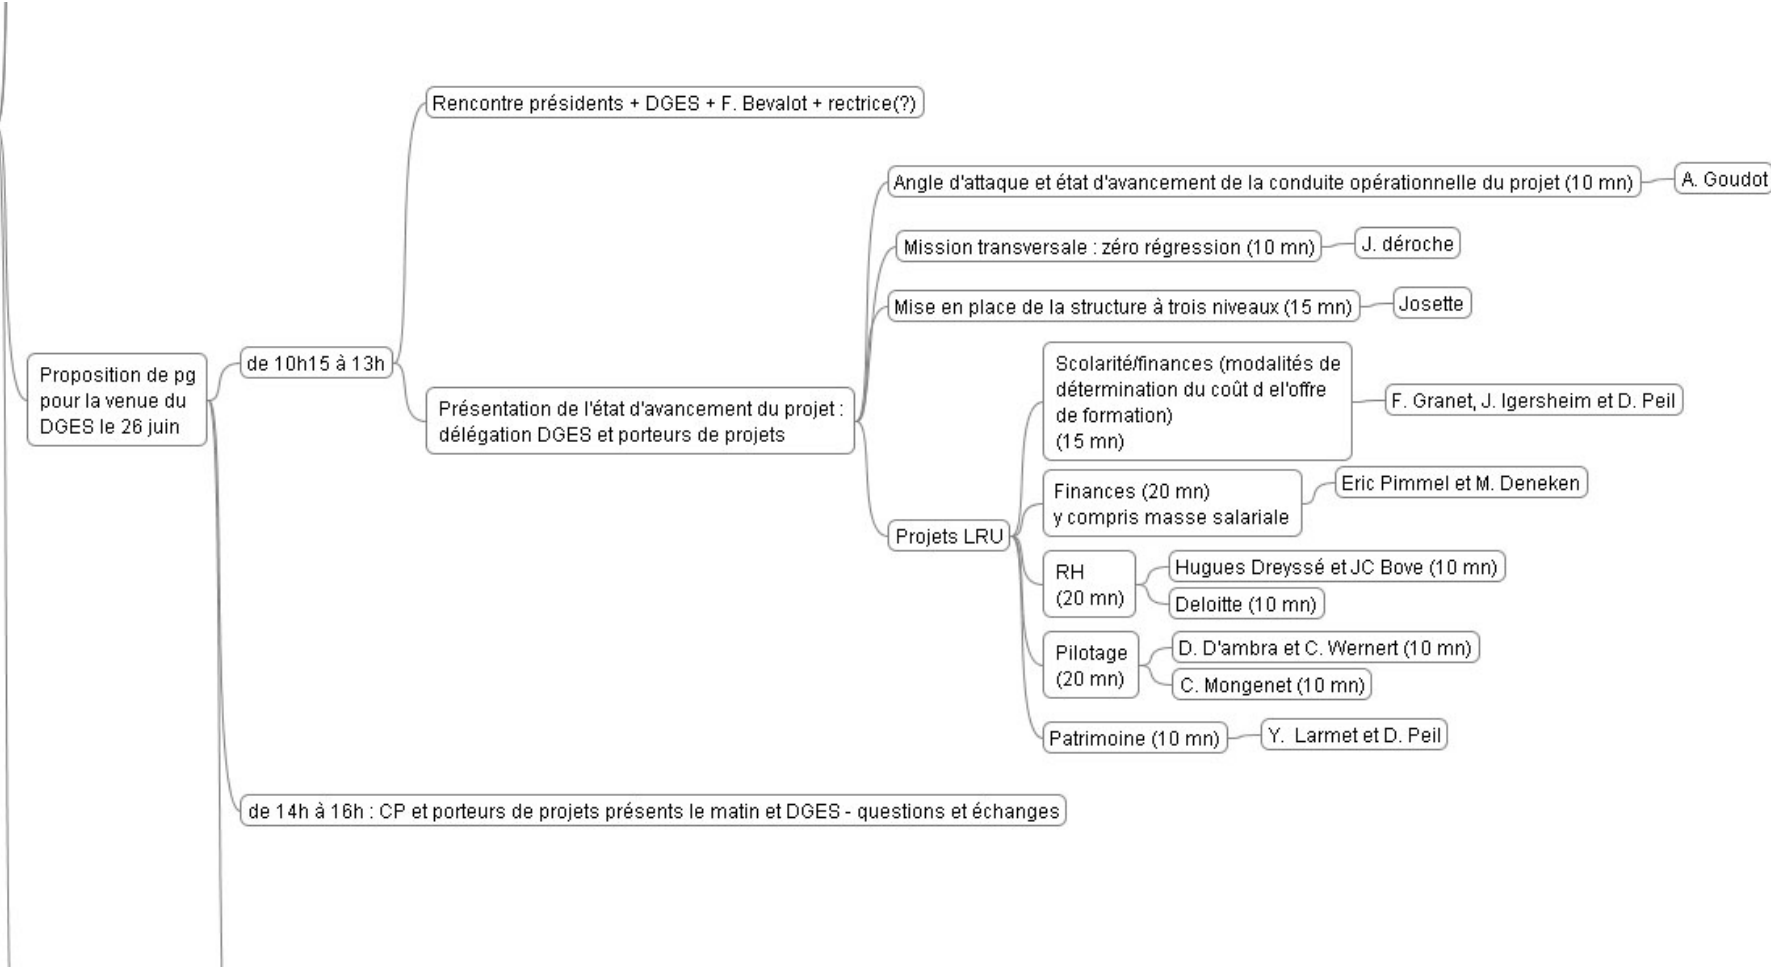 Rencontre présidents + DGES + F. Bevalot + rectrice(?)
Angle d'attaque et état d'avancement de la conduite opérationnelle du projet (10 mn)
A. Goudot
Mission transversale : zéro régression (10 mn)
J. déroche
Mise en place de la structure à trois niveaux (15 mn)
Josette
Proposition de pg
pour la venue du
DGES le 26 juin
de 10h15 à 13h
Présentation de l'état d'avancement du projet :
délégation DGES et porteurs de projets
Projets LRU
Scolarité/finances (modalités de
détermination du coût d el'offre
de formation)
(15 mn)
F. Granet, J. Igersheim et D. Peil
Finances (20 mn)
y compris masse salariale
Eric Pimmel et M. Deneken
RH
(20 mn)
Hugues Dreyssé et JC Bove (10 mn)
Deloitte (10 mn)
Pilotage
(20 mn)
D. D'ambra et C. Wernert (10 mn)
C. Mongenet (10 mn)
Patrimoine (10 mn)
Y. Larmet et D. Peil
de 14h à 16h : CP et porteurs de projets présents le matin et DGES - questions et échanges